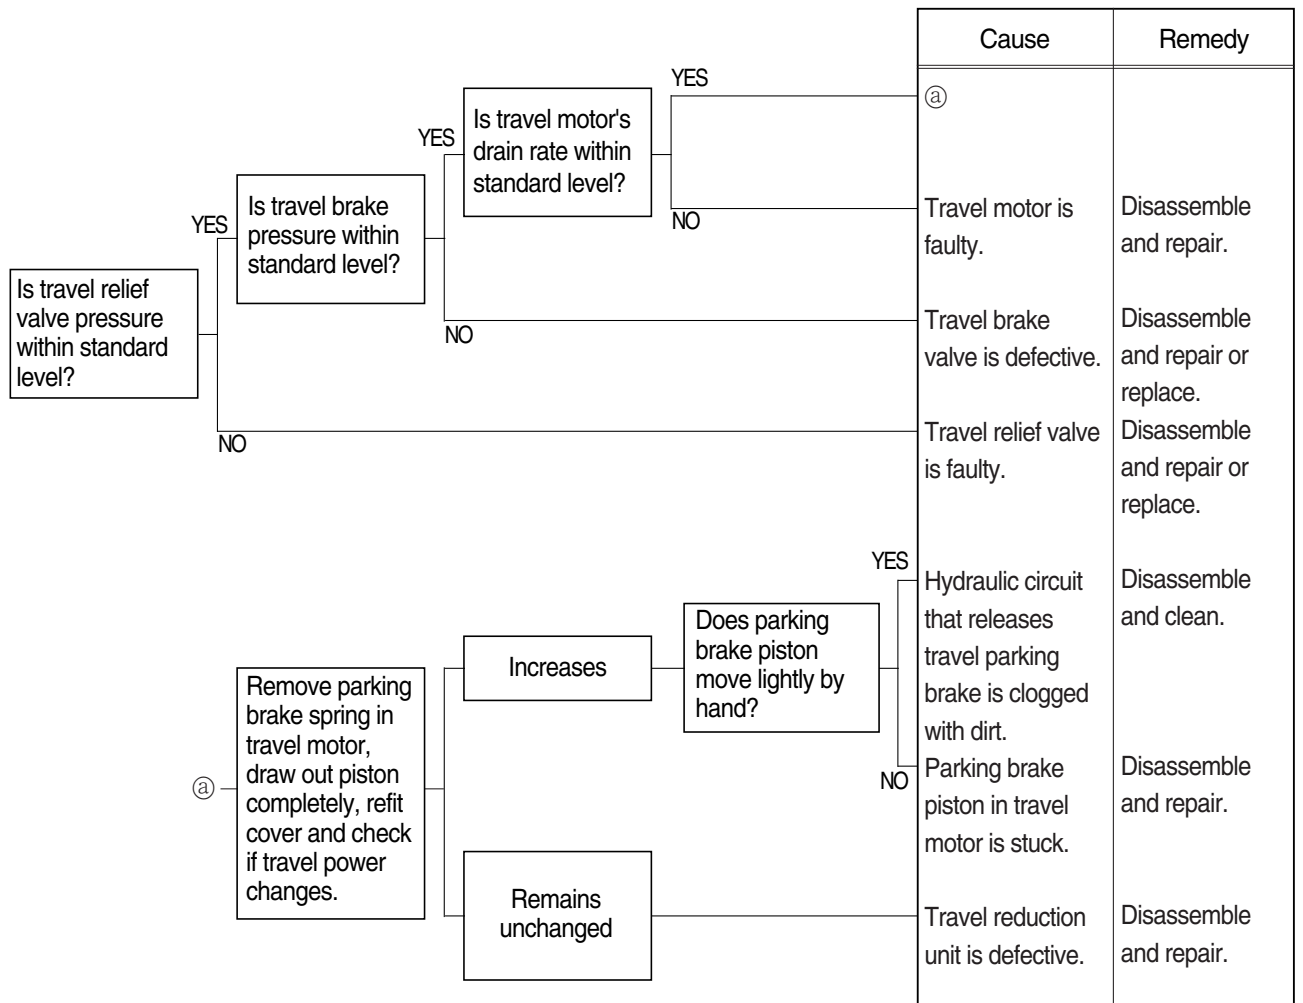 Cause
Remedy
YES
ⓐ
Is travel motor's
drain rate within
standard level?
YES
NO
Travel motor is
faulty.
Disassemble
and repair.
Is travel brake
pressure within
standard level?
YES
NO
Travel brake
valve is defective.
Disassemble
and repair or
replace.
Is travel relief
valve pressure
within standard
level?
NO
Travel relief valve
is faulty.
Disassemble
and repair or
replace.
ⓐ
Remove parking
brake spring in
travel motor,
draw out piston
completely, refit
cover and check
if travel power
changes.
Increases
Does parking
brake piston
move lightly by
hand?
YES
Hydraulic circuit
that releases
travel parking
brake is clogged
with dirt.
Disassemble
and clean.
NO
Parking brake
piston in travel
motor is stuck.
Disassemble
and repair.
Remains
unchanged
Travel reduction
unit is defective.
Disassemble
and repair.